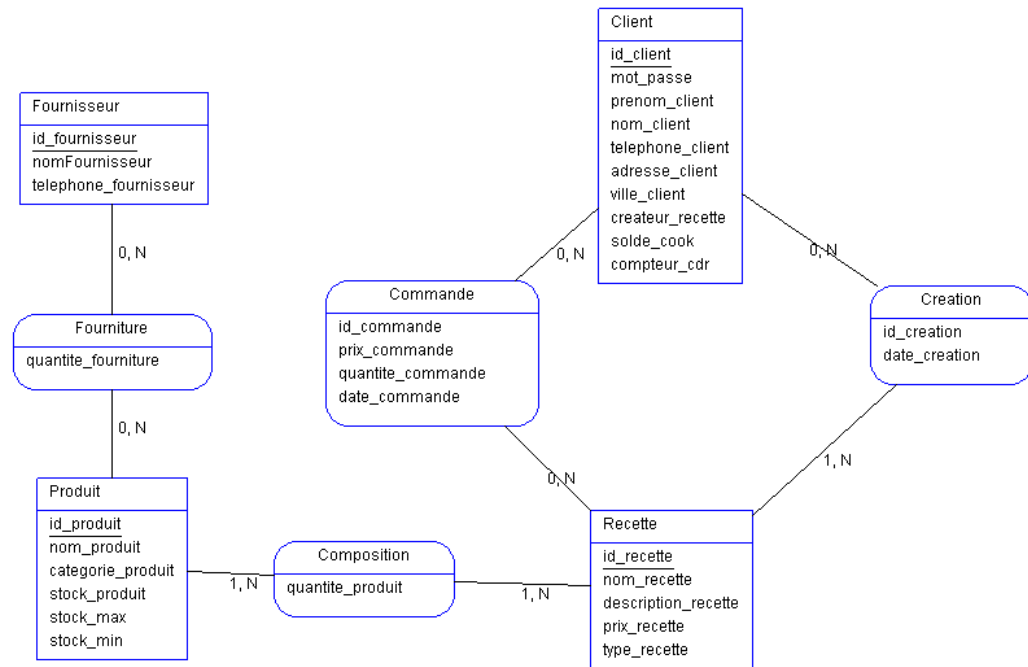 Client
id_client
mot_passe
prenom_client
nom_client
telephone_client
adresse_client
ville_client
createur_recette
solde_cook
compteur_cdr
Fournisseur
id_fournisseur
nomFournisseur
telephone_fournisseur
0, N
0, N
0, N
Commande
id_commande
prix_commande
quantite_commande
date_commande
Creation
id_creation
date_creation
Fourniture
quantite_fourniture
0, N
0, N
1, N
Produit
id_produit
nom_produit
categorie_produit
stock_produit
stock_max
stock_min
1, N
Composition
quantite_produit
1, N
Recette
id_recette
nom_recette
description_recette
prix_recette
type_recette